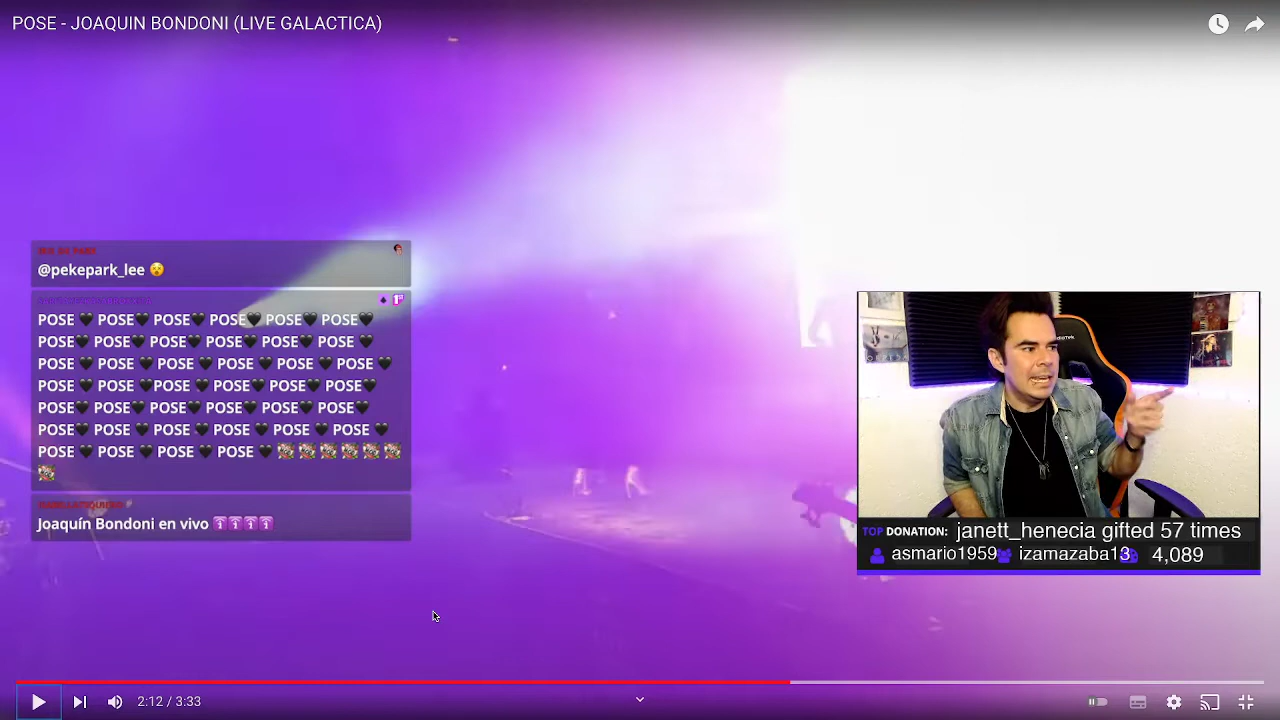 POSE - JOAQUIN BONDONI (LIVE GALACTICA)
@pekepark_lee 😵
POSE 🖤 POSE🖤 POSE🖤 POSE🖤 POSE🖤 POSE🖤
POSE🖤 POSE🖤 POSE🖤 POSE🖤 POSE🖤 POSE 🖤
POSE 🖤 POSE 🖤 POSE 🖤 POSE 🖤 POSE 🖤 POSE 🖤
POSE 🖤 POSE 🖤POSE 🖤 POSE🖤 POSE🖤 POSE🖤
POSE🖤 POSE🖤 POSE🖤 POSE🖤 POSE🖤 POSE🖤
POSE🖤 POSE 🖤 POSE 🖤 POSE 🖤 POSE 🖤 POSE 🖤
POSE 🖤 POSE 🖤 POSE 🖤 POSE 🖤
Joaquín Bondoni en vivo
TOP DONATION: janett_henecia gifted 57 times
asmario1959 izamazaba13 4,089
2:12 / 3:33